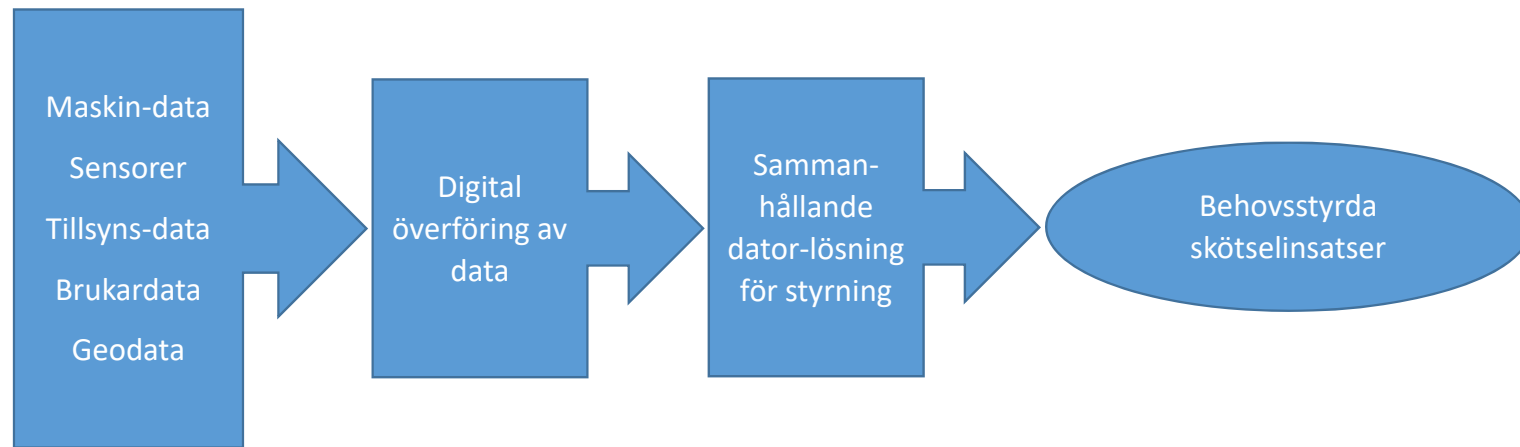 Maskin-data
Sensorer
Tillsyns-data
Brukardata
Geodata
Digital
överföring av
data
Samman-
hållande
dator-lösning
för styrning
Behovsstyrda
skötselinsatser